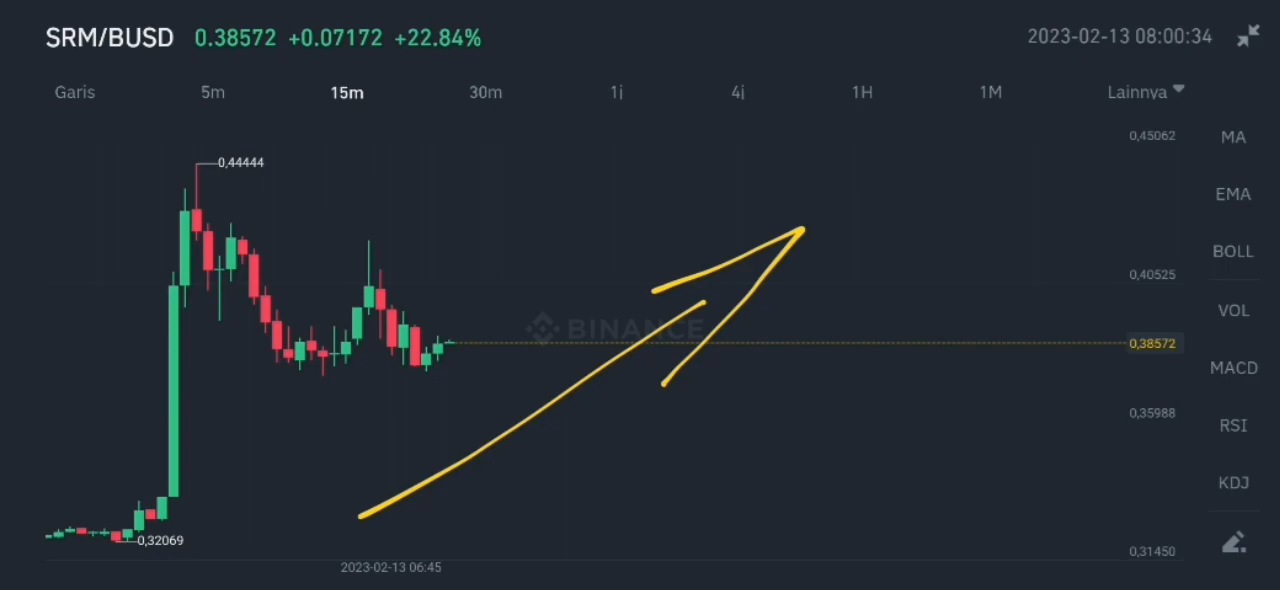 SRM/BUSD 0.38572 +0.07172 +22.84% 2023-02-13 08:00:34
Garis 5m 15m 30m 1j 4j 1H 1M Lainnya
0,45062
MA
0,44444
EMA
BOLL
0,40525
VOL
BINANCE
0,38572
MACD
0,35988
RSI
KDJ
0,32069
0,31450
2023-02-13 06:45